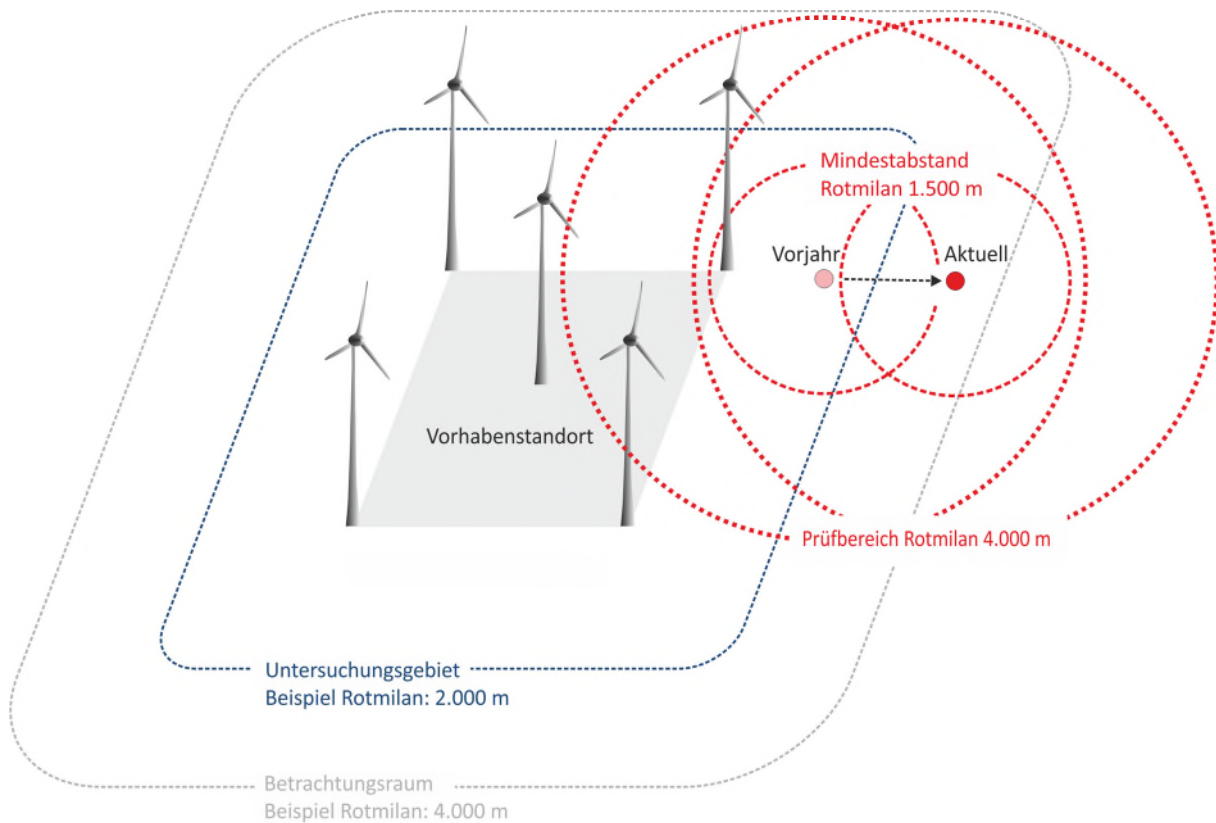 Mindestabstand
Rotmilan 1.500 m
Vorjahr
Aktuell
Vorhabenstandort
Prüfbereich Rotmilan 4.000 m
Untersuchungsgebiet
Beispiel Rotmilan: 2.000 m
Betrachtungsraum
Beispiel Rotmilan: 4.000 m